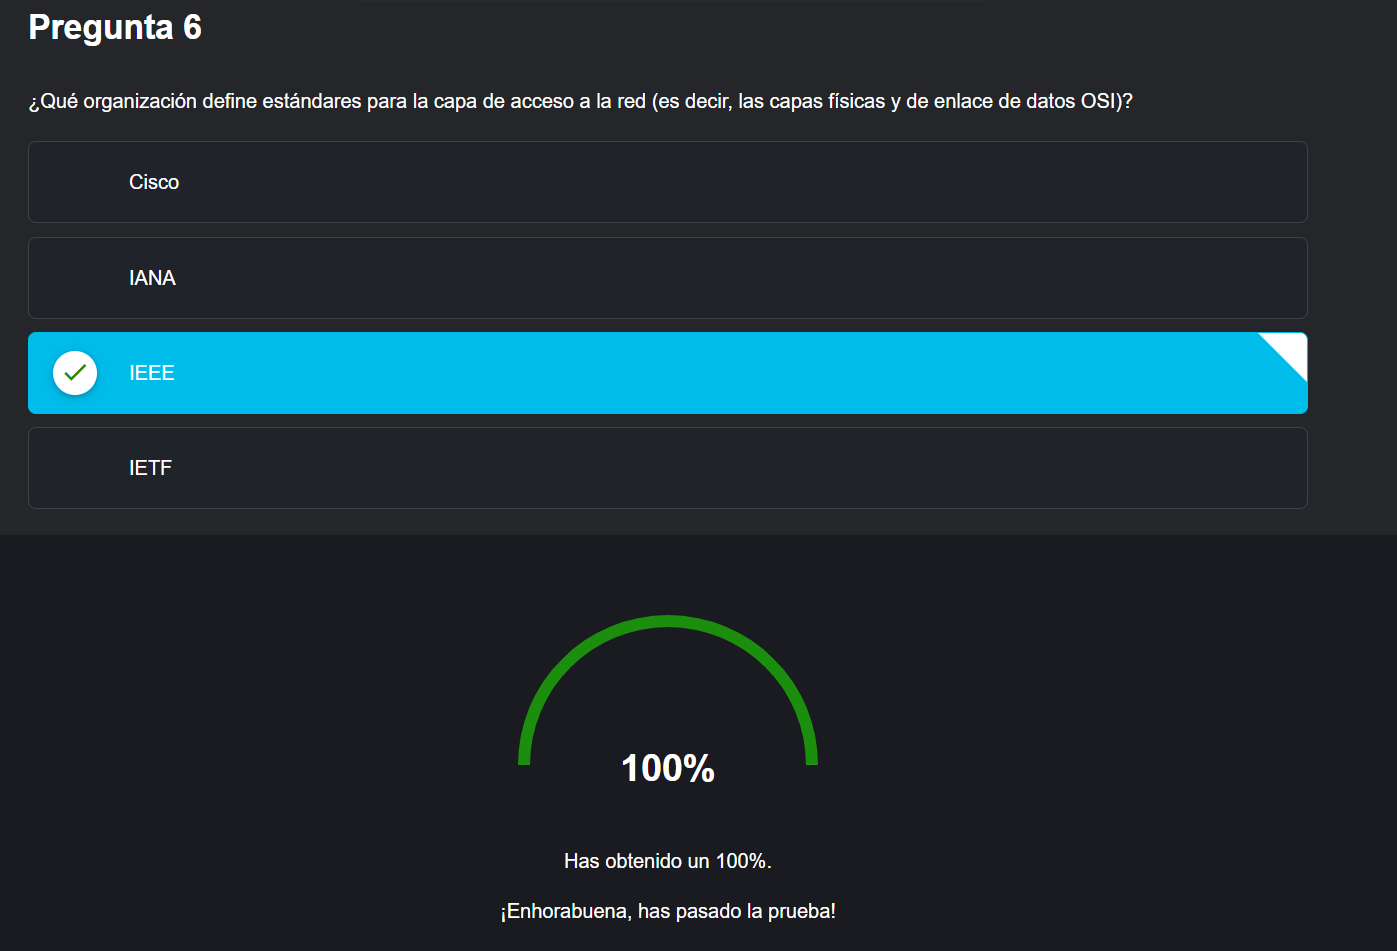 Pregunta 6
¿Qué organización define estándares para la capa de acceso a la red (es decir, las capas físicas y de enlace de datos OSI)?
Cisco
IANA
IEEE
IETF
100%
Has obtenido un 100%.
¡Enhorabuena, has pasado la prueba!